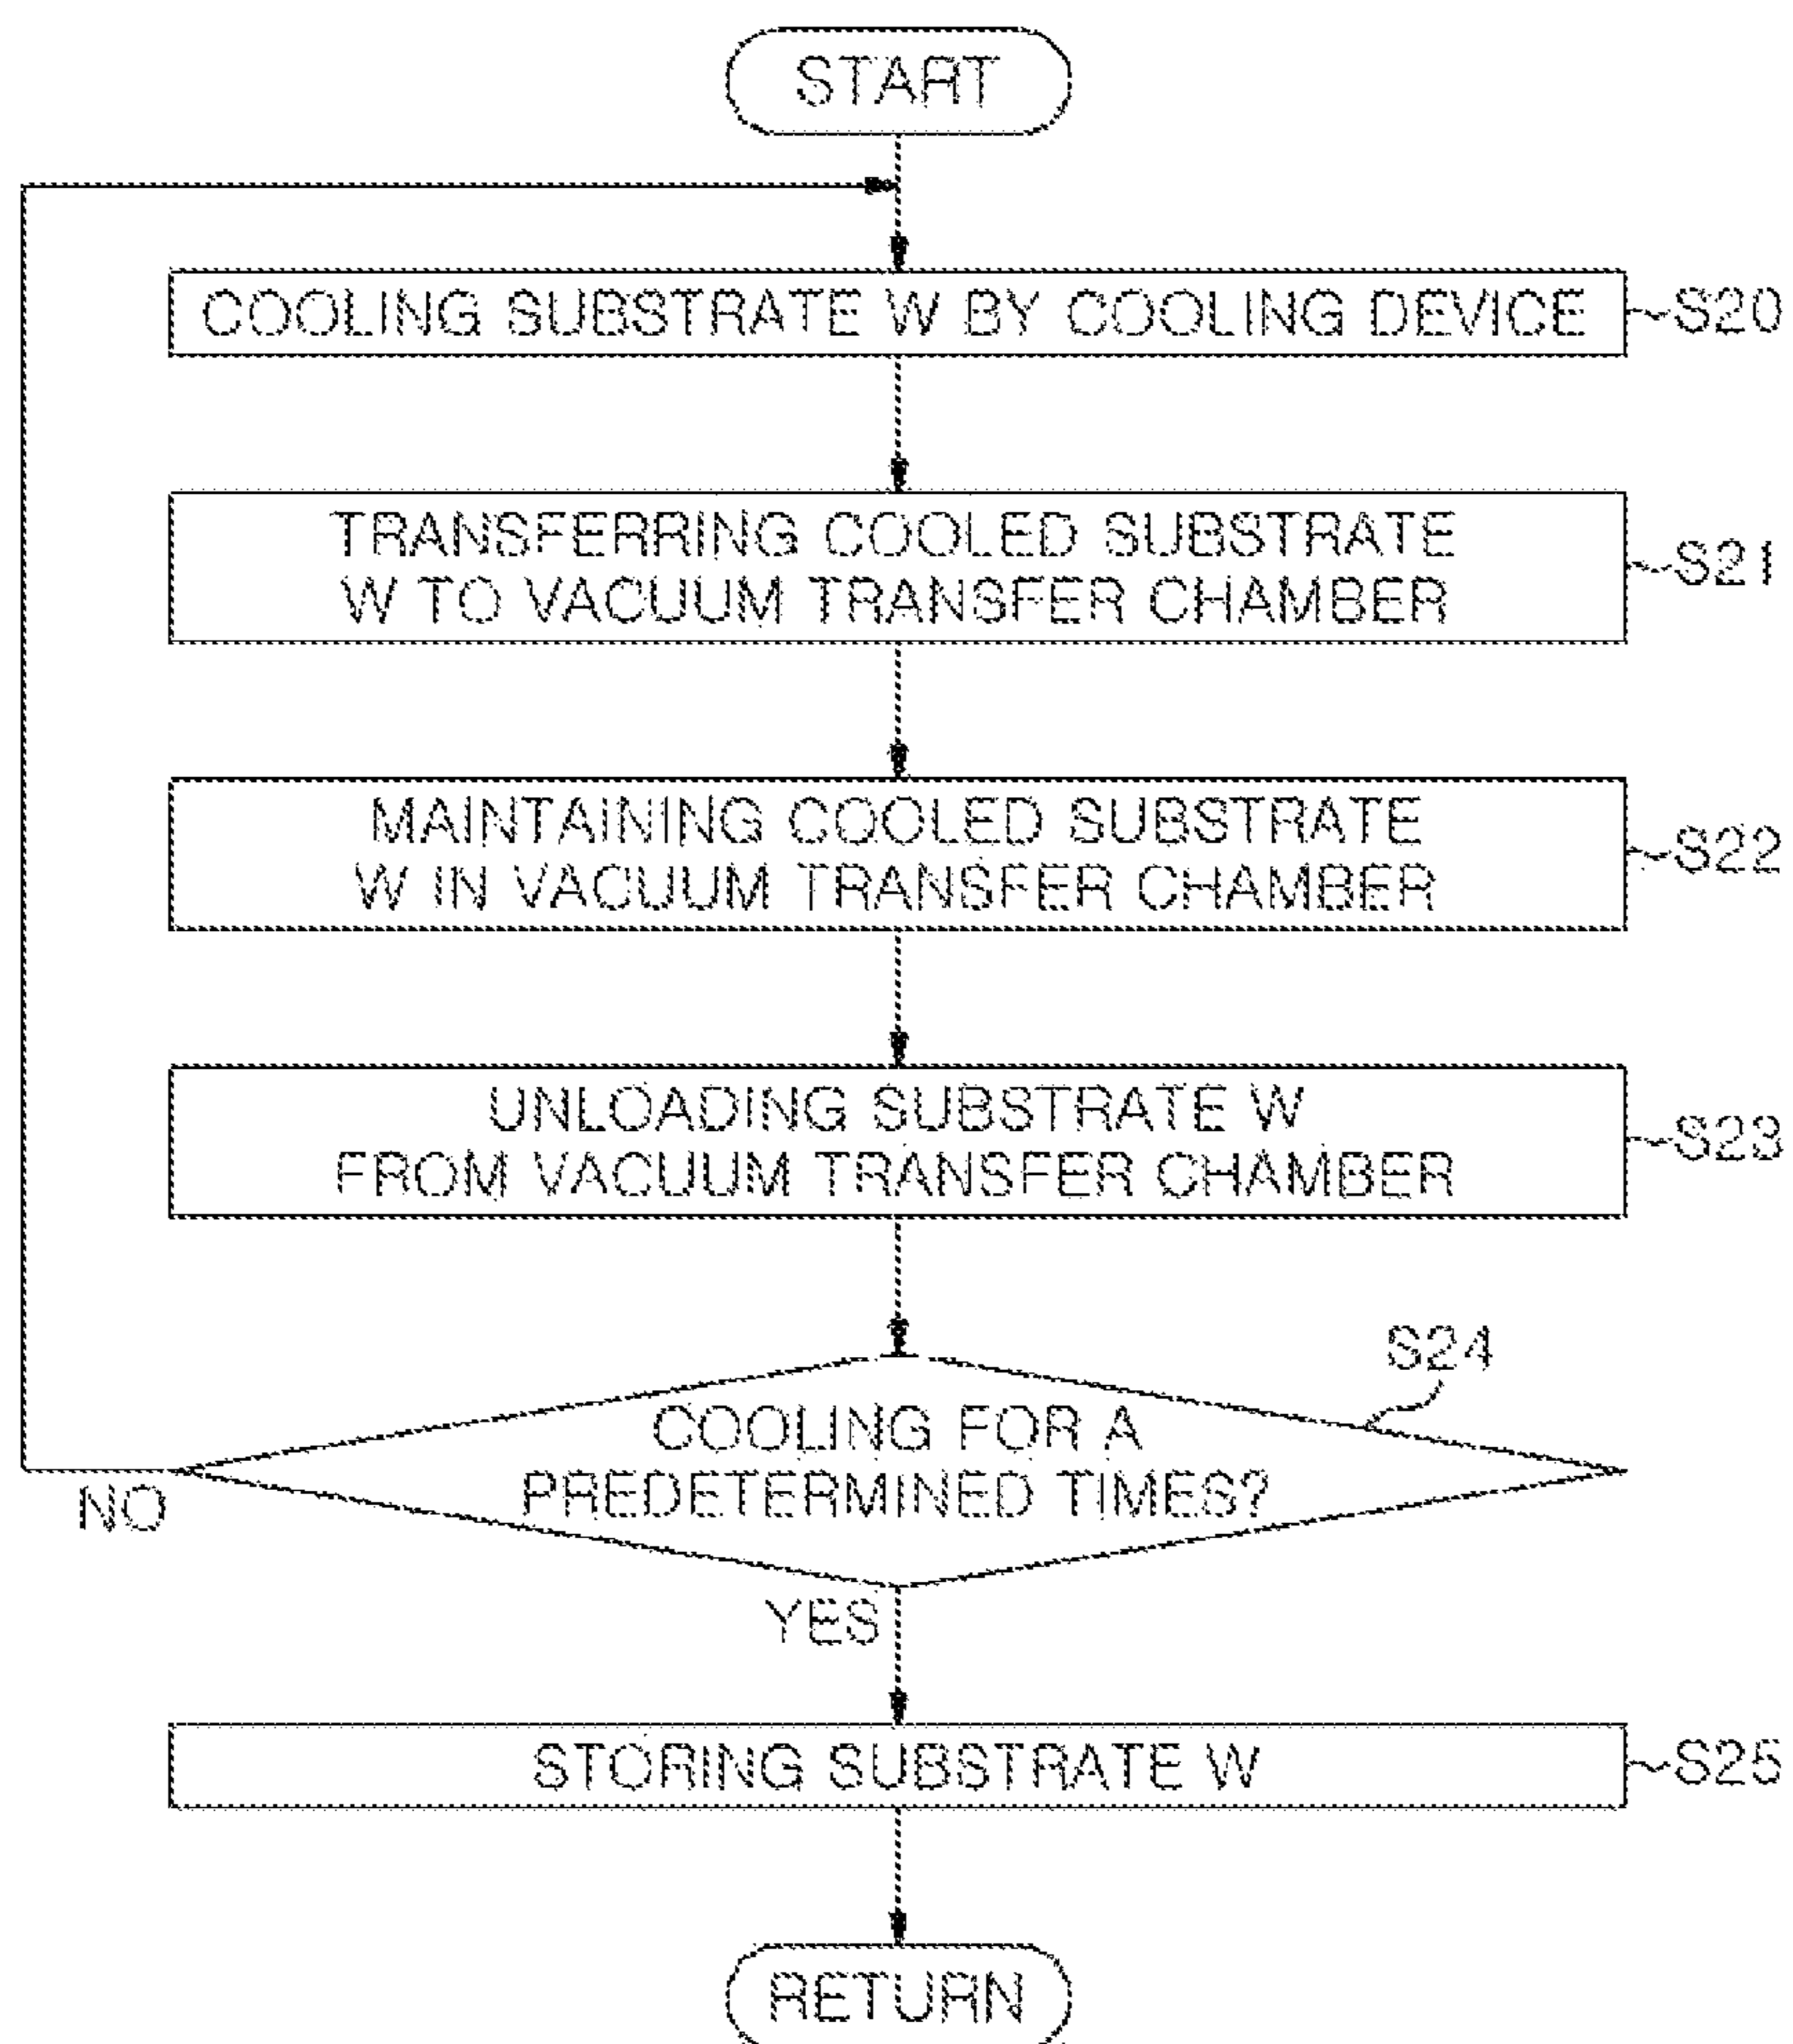 START
COOLING SUBSTRATE W BY COOLING DEVICE
S20
TRANSFERRING COOLED SUBSTRATE
W TO VACUUM TRANSFER CHAMBER
S21
MAINTAINING COOLED SUBSTRATE
W IN VACUUM TRANSFER CHAMBER
S22
UNLOADING SUBSTRATE W
FROM VACUUM TRANSFER CHAMBER
S23
S24
COOLING FOR A
PREDETERMINED TIMES?
NO
YES
STORING SUBSTRATE W
S25
RETURN